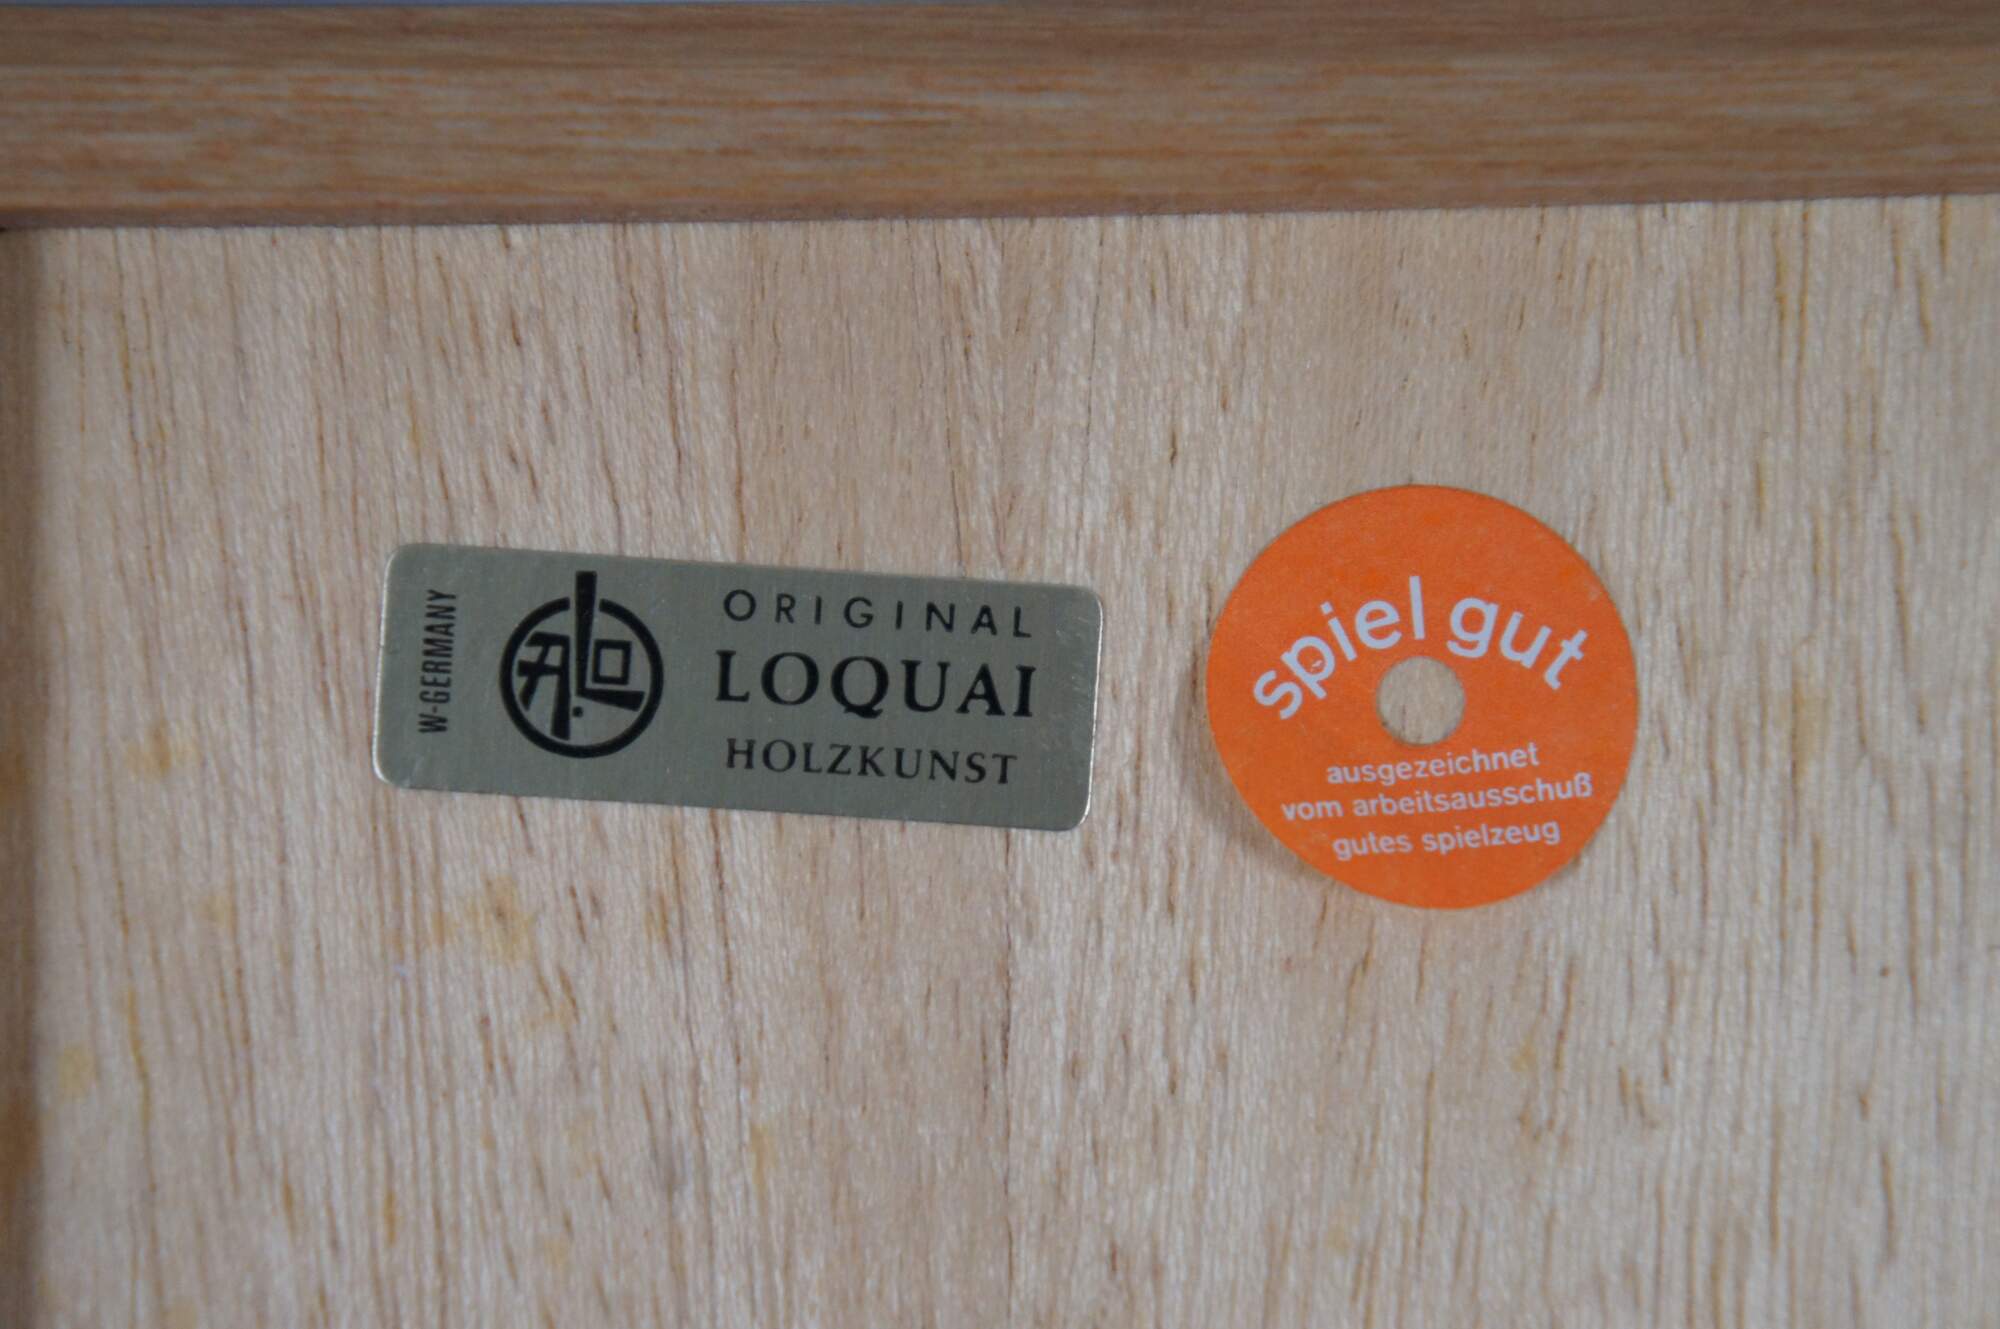 W-GERMANY
ORIGINAL
LOQUAI
HOLZKUNST
spiel gut
ausgezeichnet
vom arbeitsausschuß
gutes spielzeug